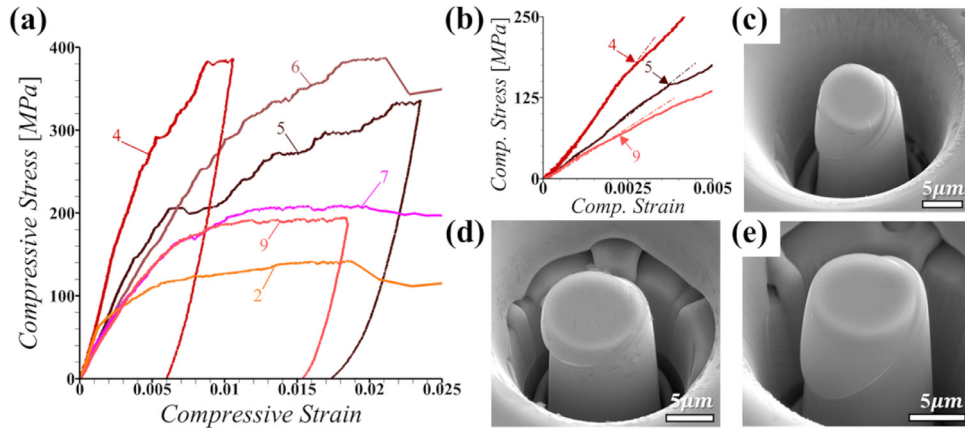 (a)
400
300
200
100
0
0
0.005
0.01
0.015
0.02
0.025
Compressive Stress [MPa]
Compressive Strain
4
6
5
7
9
2
(b)
250
125
0
0
0.0025
0.005
Comp. Stress [MPa]
Comp. Strain
4
5
9
(c)
5μm
(d)
5μm
(e)
5μm